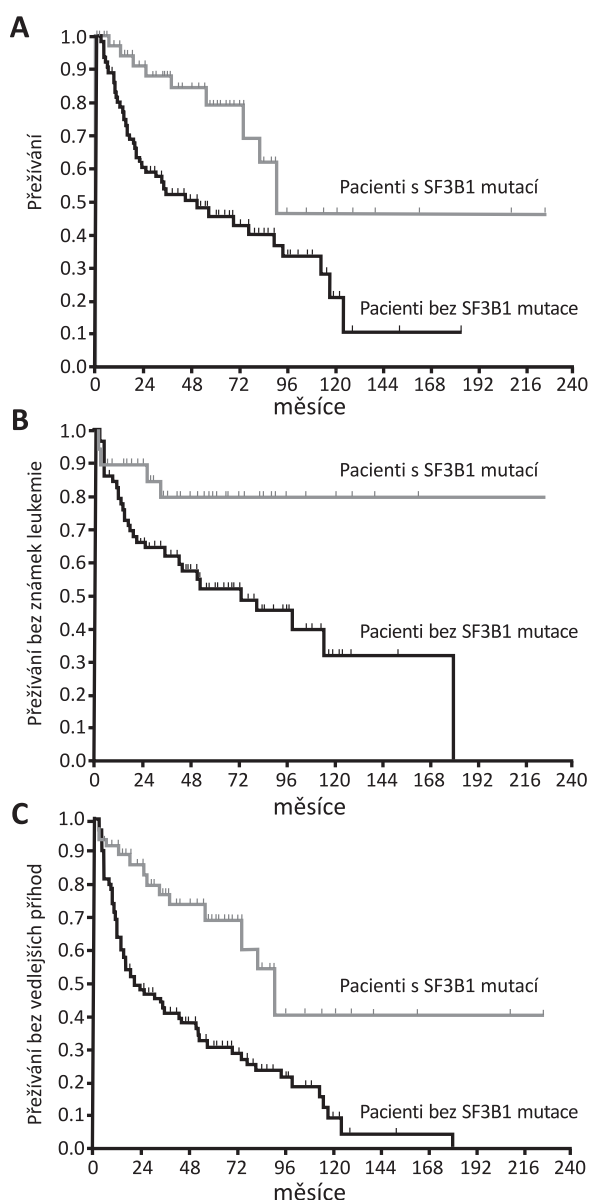 A
Přežívání
1.0
0.9
0.8
0.7
0.6
0.5
0.4
0.3
0.2
0.1
0.0
Pacienti s SF3B1 mutací
Pacienti bez SF3B1 mutace
0 24 48 72 96 120 144 168 192 216 240
měsíce
B
Přežívání bez známek leukemie
1.0
0.9
0.8
0.7
0.6
0.5
0.4
0.3
0.2
0.1
0.0
Pacienti s SF3B1 mutací
Pacienti bez SF3B1 mutace
0 24 48 72 96 120 144 168 192 216 240
měsíce
C
Přežívání bez vedlejších příhod
1.0
0.9
0.8
0.7
0.6
0.5
0.4
0.3
0.2
0.1
0.0
Pacienti s SF3B1 mutací
Pacienti bez SF3B1 mutace
0 24 48 72 96 120 144 168 192 216 240
měsíce